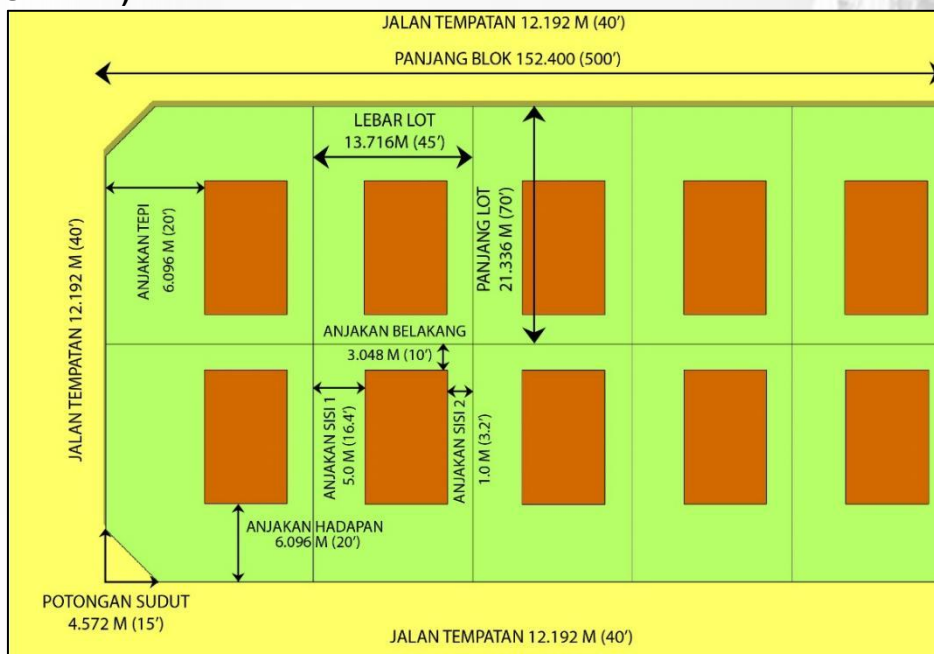 JALAN TEMPATAN 12.192 M (40')
PANJANG BLOK 152.400 (500')
LEBAR LOT
13.716M (45')
ANJAKAN TEPI
6.096 M (20')
PANJANG LOT
21.336 M (70')
JALAN TEMPATAN 12.192 M (40')
ANJAKAN BELAKANG
3.048 M (10')
ANJAKAN SISI 1
5.0 M (16.4')
ANJAKAN SISI 2
1.0 M (3.2')
ANJAKAN HADAPAN
6.096 M (20')
POTONGAN SUDUT
4.572 M (15')
JALAN TEMPATAN 12.192 M (40')